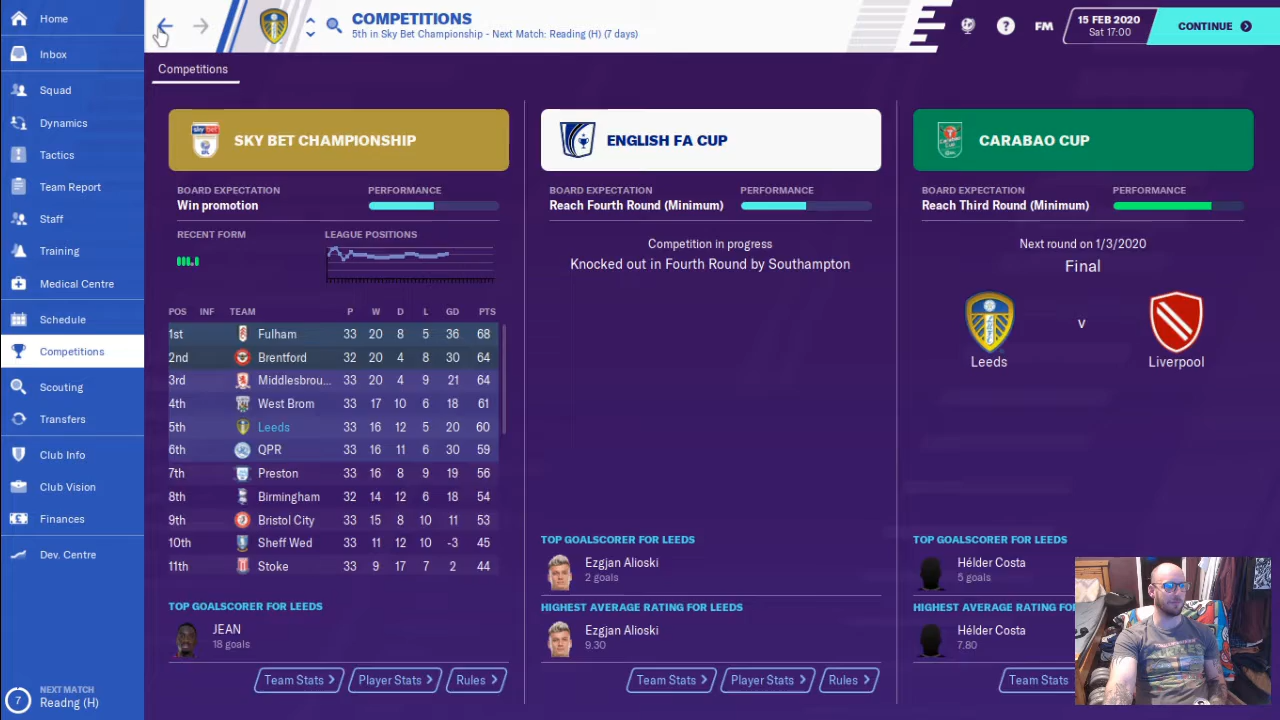 Home
Inbox
Squad
Dynamics
Tactics
Team Report
Staff
Training
Medical Centre
Schedule
Competitions
Scouting
Transfers
Club Info
Club Vision
Finances
Dev. Centre
7
NEXT MATCH
Readng (H)
COMPETITIONS
5th in Sky Bet Championship - Next Match: Reading (H) (7 days)
?
FM
15 FEB 2020
Sat 17:00
CONTINUE
Competitions
SKY BET CHAMPIONSHIP
BOARD EXPECTATION PERFORMANCE
Win promotion
RECENT FORM LEAGUE POSITIONS
POS INF TEAM P W D L GD PTS
1st Fulham 33 20 8 5 36 68
2nd Brentford 32 20 4 8 30 64
3rd Middlesbrou... 33 20 4 9 21 64
4th West Brom 33 17 10 6 18 61
5th Leeds 33 16 12 5 20 60
6th QPR 33 16 11 6 30 59
7th Preston 33 16 8 9 19 56
8th Birmingham 32 14 12 6 18 54
9th Bristol City 33 15 8 10 11 53
10th Sheff Wed 33 11 12 10 -3 45
11th Stoke 33 9 17 7 2 44
TOP GOALSCORER FOR LEEDS
JEAN
18 goals
Team Stats > Player Stats > Rules >
ENGLISH FA CUP
BOARD EXPECTATION PERFORMANCE
Reach Fourth Round (Minimum)
Competition in progress
Knocked out in Fourth Round by Southampton
TOP GOALSCORER FOR LEEDS
Ezgjan Alioski
2 goals
HIGHEST AVERAGE RATING FOR LEEDS
Ezgjan Alioski
9.30
Team Stats > Player Stats > Rules >
CARABAO CUP
BOARD EXPECTATION PERFORMANCE
Reach Third Round (Minimum)
Next round on 1/3/2020
Final
v
Leeds Liverpool
TOP GOALSCORER FOR LEEDS
Hélder Costa
5 goals
HIGHEST AVERAGE RATING FO
Hélder Costa
7.80
Team Stats